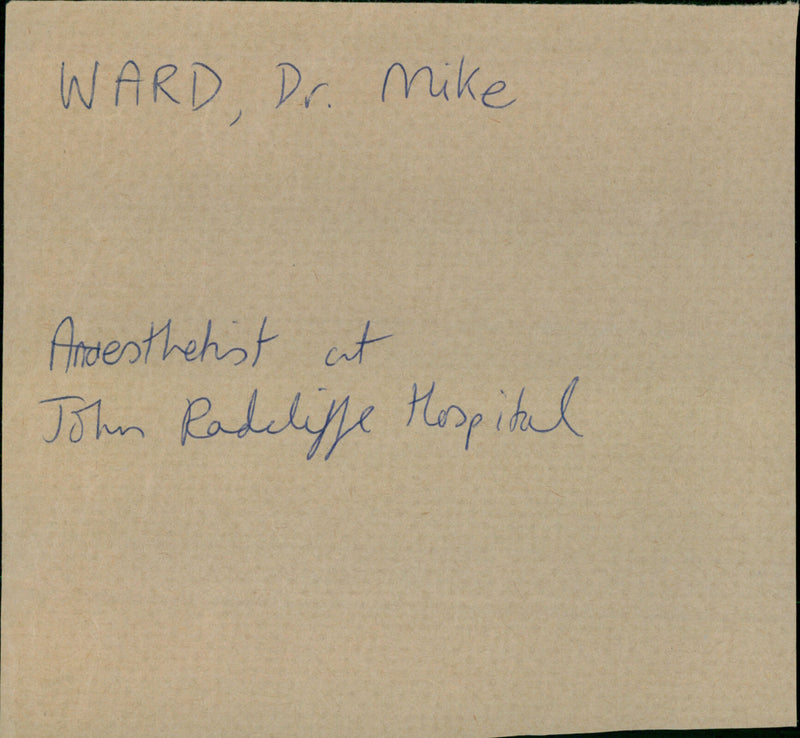 WARD, Dr. Mike
Anaesthetist at
John Radcliffe Hospital